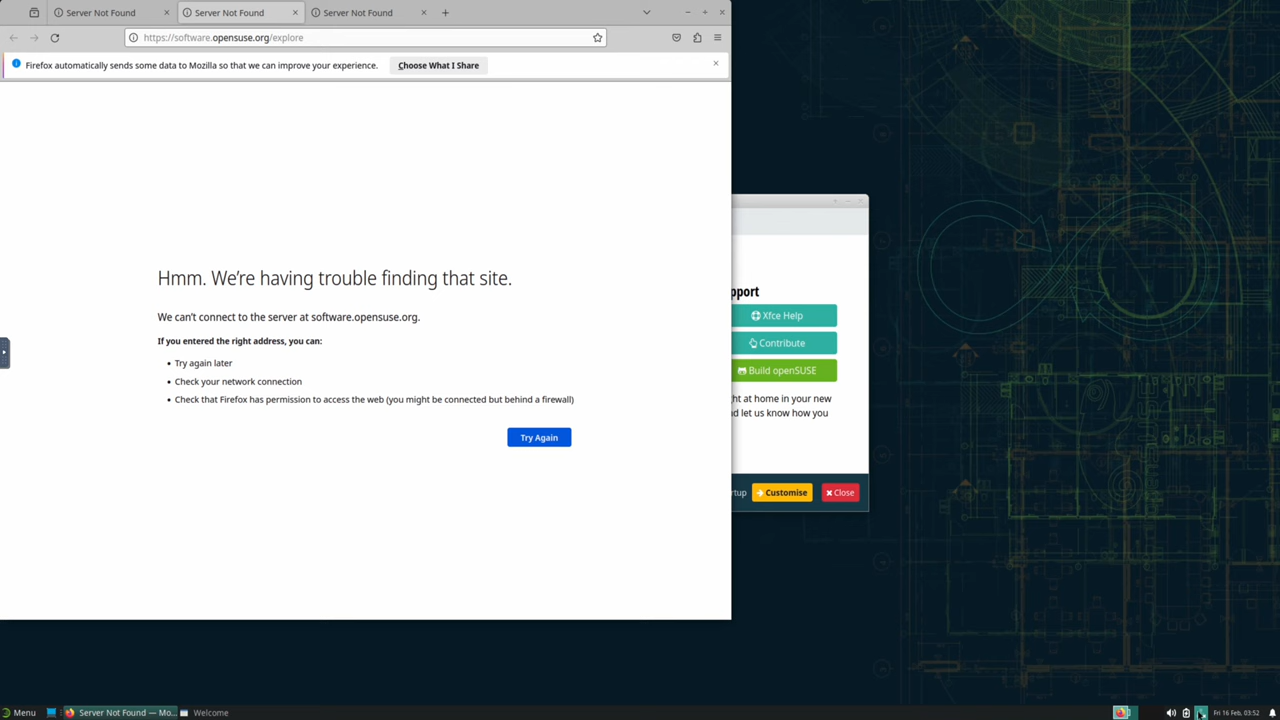 Server Not Found
Server Not Found
Server Not Found
https://software.opensuse.org/explore
Firefox automatically sends some data to Mozilla so that we can improve your experience.
Choose What I Share
Hmm. We're having trouble finding that site.
We can't connect to the server at software.opensuse.org.
If you entered the right address, you can:
Try again later
Check your network connection
Check that Firefox has permission to access the web (you might be connected but behind a firewall)
Try Again
pport
Xfce Help
Contribute
Build openSUSE
ht at home in your new
nd let us know how you
rtup
Customise
Close
Menu
Server Not Found — Mo...
Welcome
Fri 16 Feb, 03:52